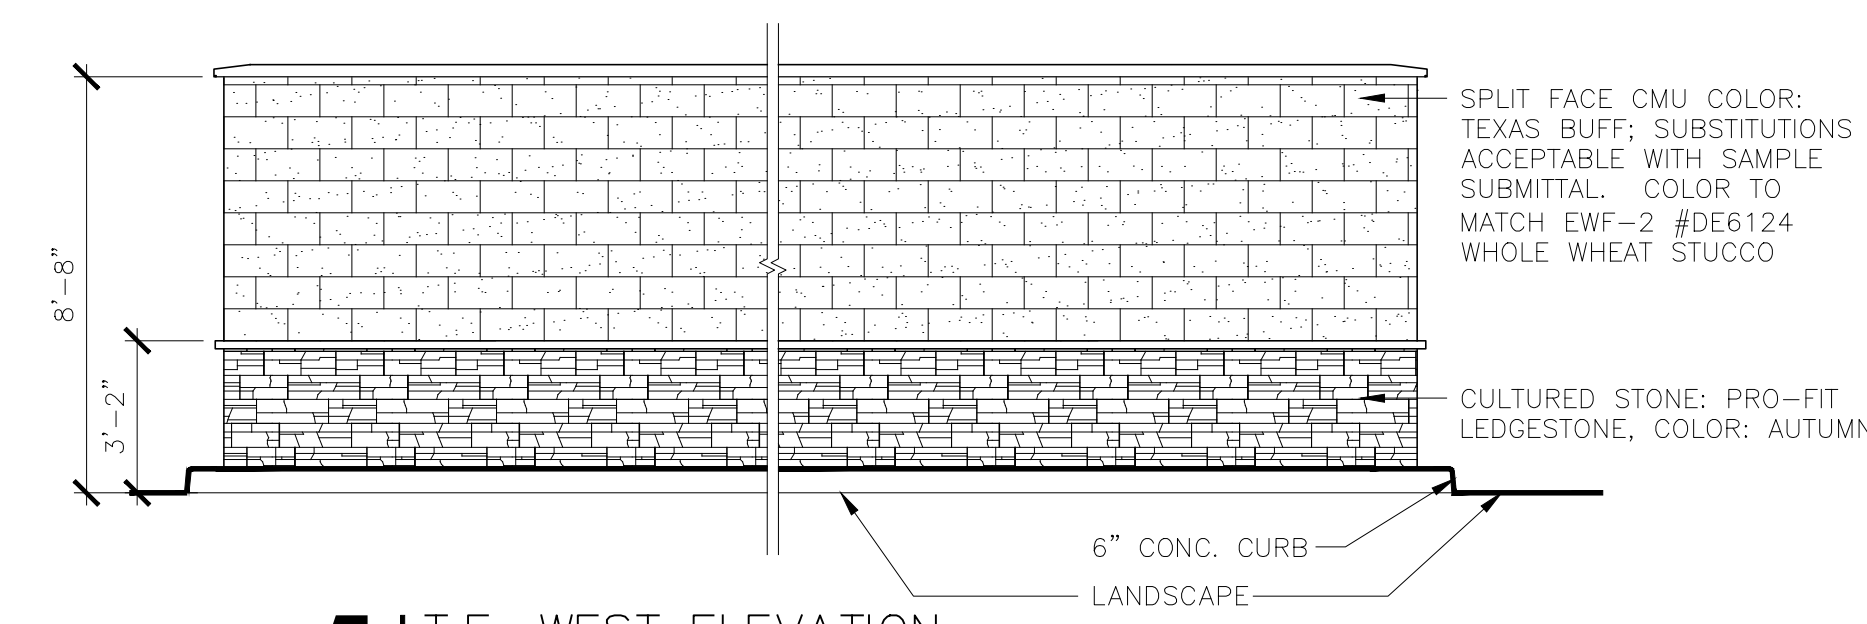 SPLIT FACE CMU COLOR:
TEXAS BUFF; SUBSTITUTIONS
ACCEPTABLE WITH SAMPLE
SUBMITTAL. COLOR TO
MATCH EWF-2 #DE6124
WHOLE WHEAT STUCCO
8'-8"
3'-2"
CULTURED STONE: PRO-FIT
LEDGESTONE, COLOR: AUTUMN
6" CONC. CURB
LANDSCAPE
T.E. WEST ELEVATION